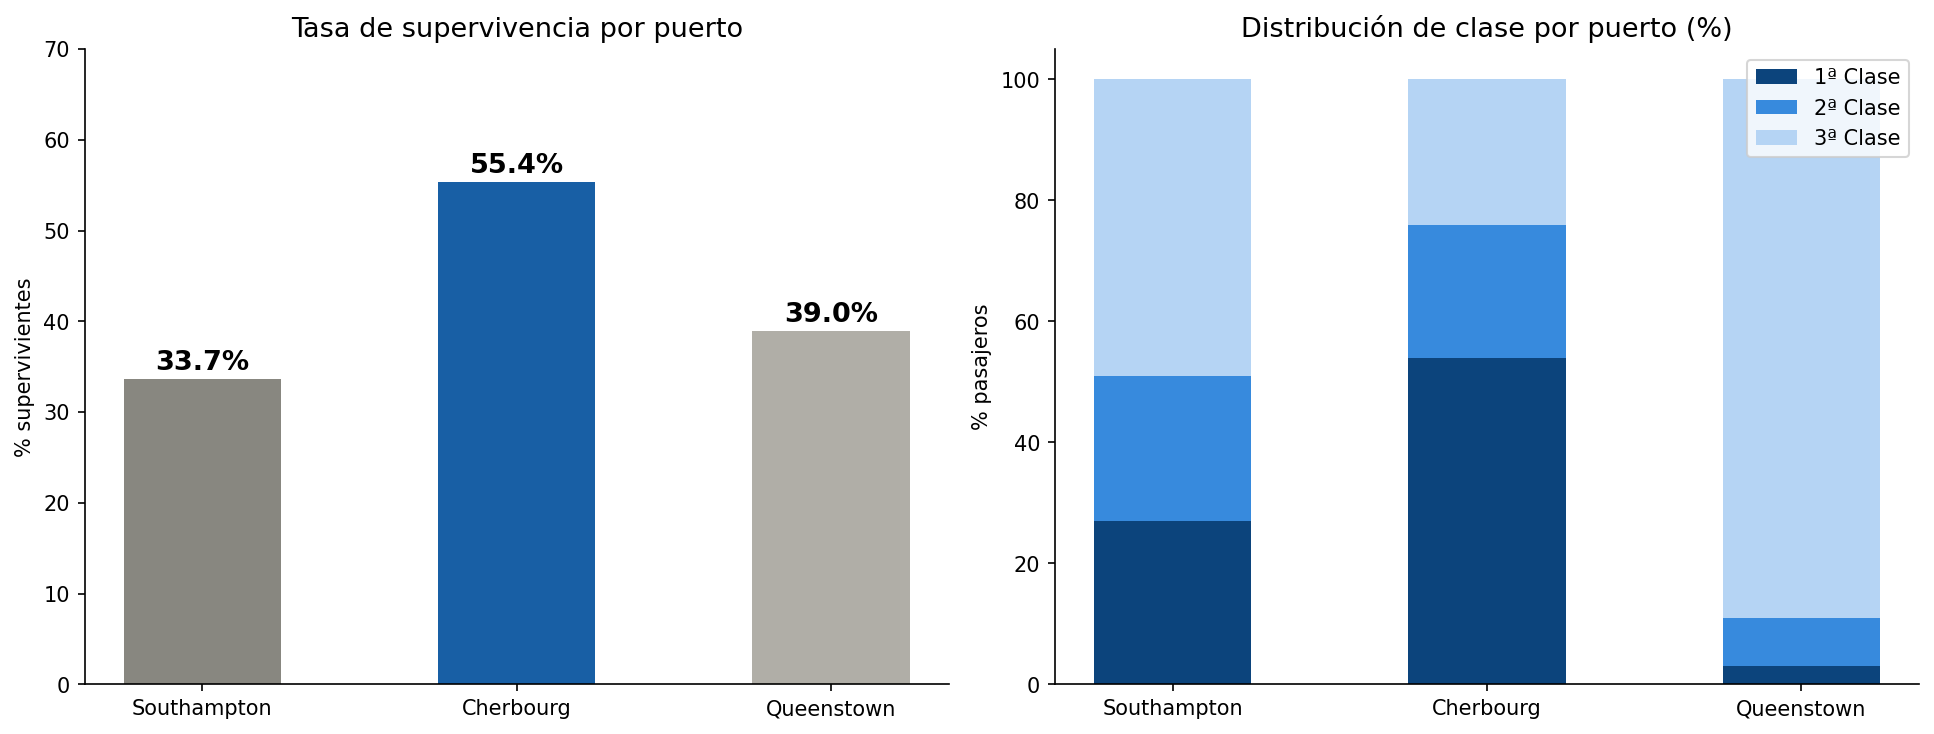 Tasa de supervivencia por puerto
% supervivientes
70
60
50
40
30
20
10
0
33.7%
55.4%
39.0%
Southampton
Cherbourg
Queenstown
Distribución de clase por puerto (%)
% pasajeros
100
80
60
40
20
0
1ª Clase
2ª Clase
3ª Clase
Southampton
Cherbourg
Queenstown